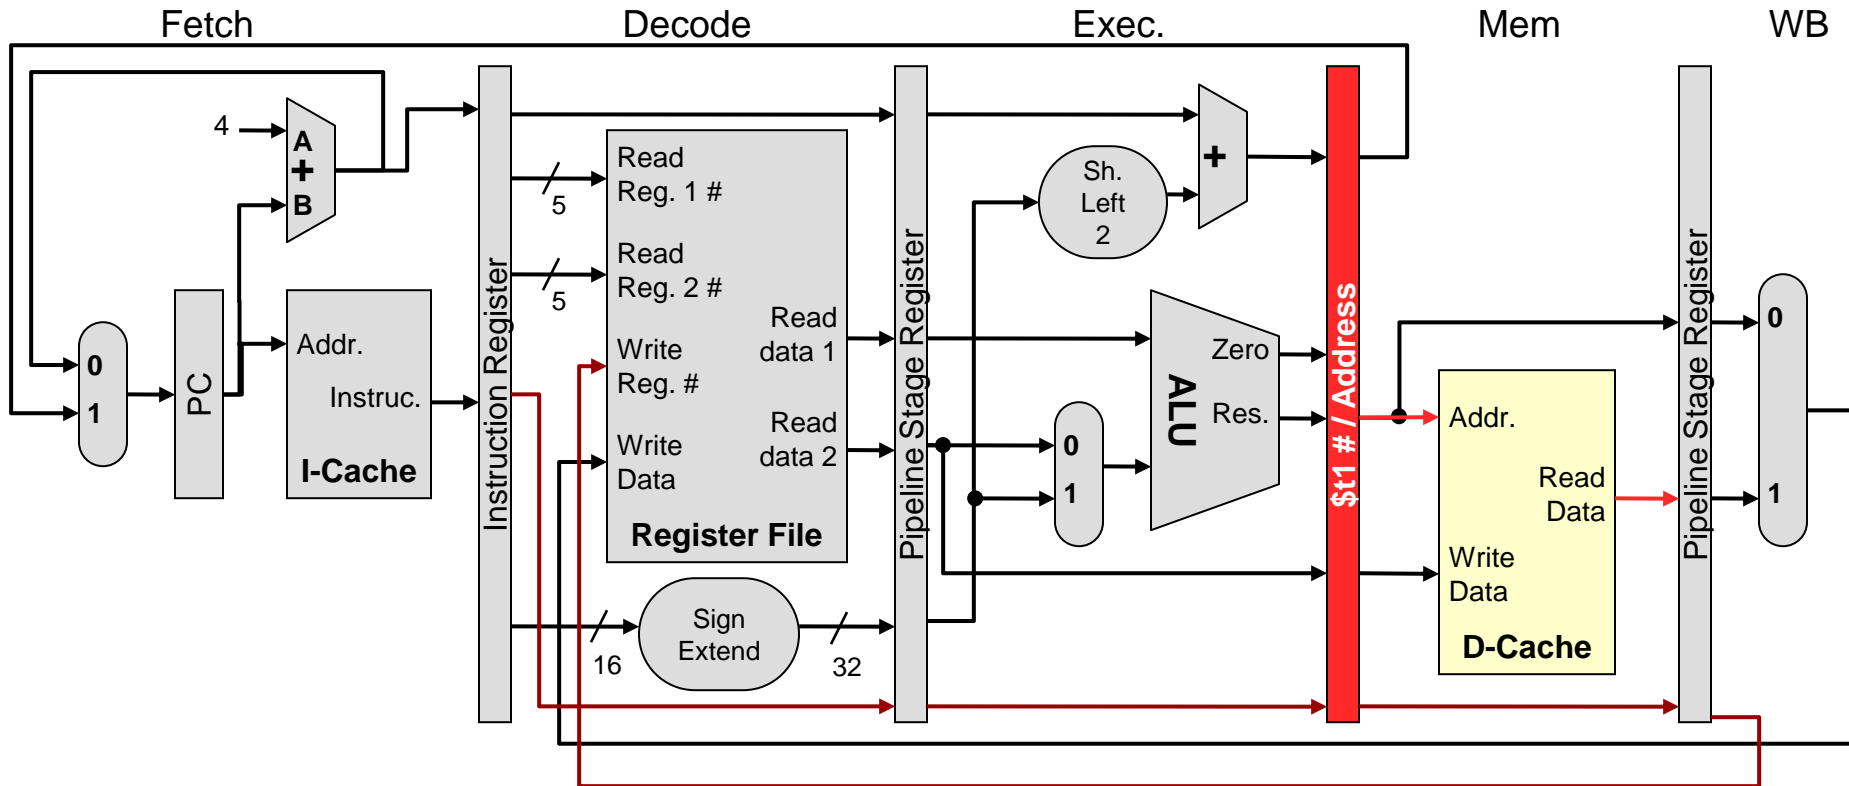 Fetch
Decode
Exec.
Mem
WB
4
A
+
B
0
1
PC
Addr.
Instruc.
I-Cache
Instruction Register
5
5
16
32
Read
Reg. 1 #
Read
Reg. 2 #
Write
Reg. #
Write
Data
Read
data 1
Read
data 2
Register File
Sign
Extend
Pipeline Stage Register
Sh.
Left
2
+
0
1
ALU
Zero
Res.
$t1 # / Address
Addr.
Read
Data
Write
Data
D-Cache
Pipeline Stage Register
0
1